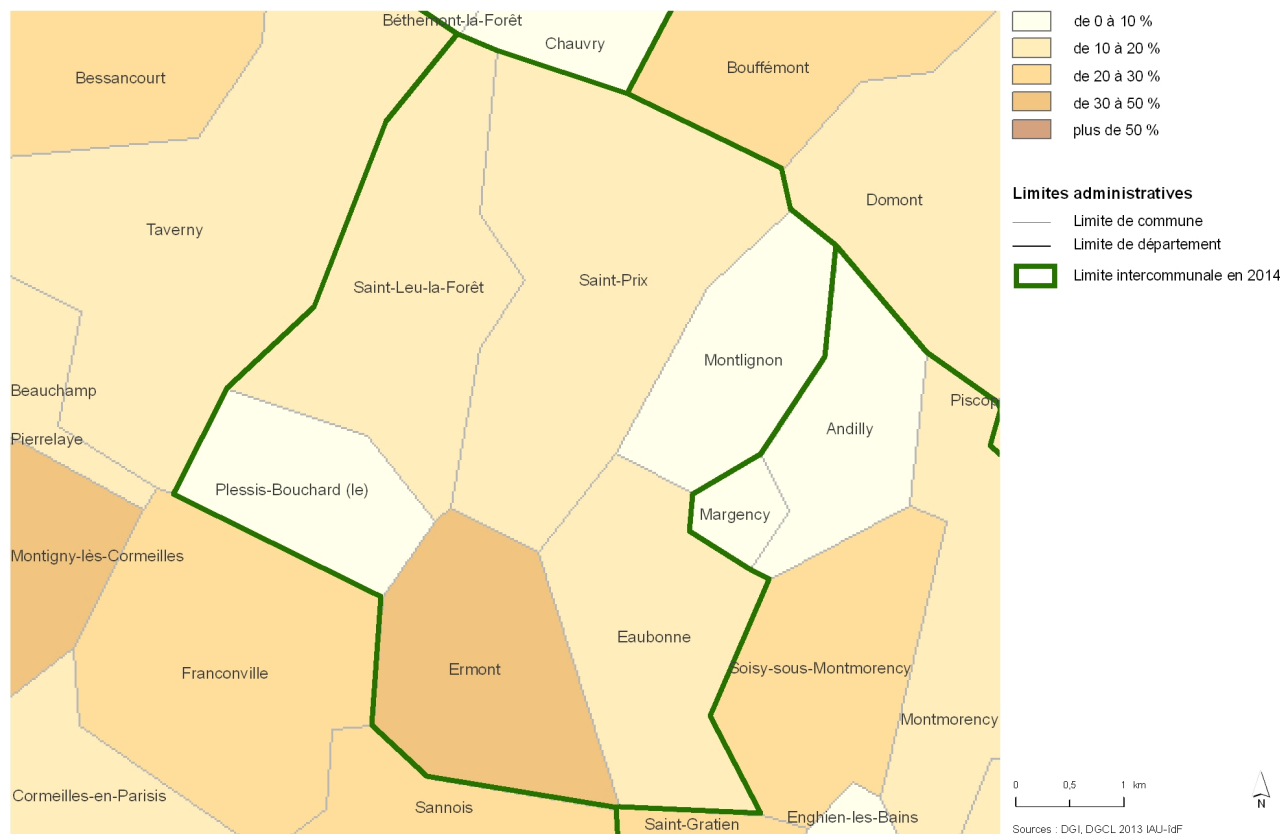 Béthemont-la-Forêt
Chauvry
Bouffémont
Bessancourt
Domont
Taverny
Saint-Leu-la-Forêt
Saint-Prix
Montlignon
Beauchamp
Piscop
Andilly
Pierrelaye
Plessis-Bouchard (le)
Margency
Montigny-lès-Cormeilles
Eaubonne
Franconville
Ermont
Soisy-sous-Montmorency
Montmorency
Cormeilles-en-Parisis
Sannois
Saint-Gratien
Enghien-les-Bains
de 0 à 10 %
de 10 à 20 %
de 20 à 30 %
de 30 à 50 %
plus de 50 %
Limites administratives
Limite de commune
Limite de département
Limite intercommunale en 2014
0 0,5 1 km
N
Sources : DGI, DGCL 2013 IAU-îdF